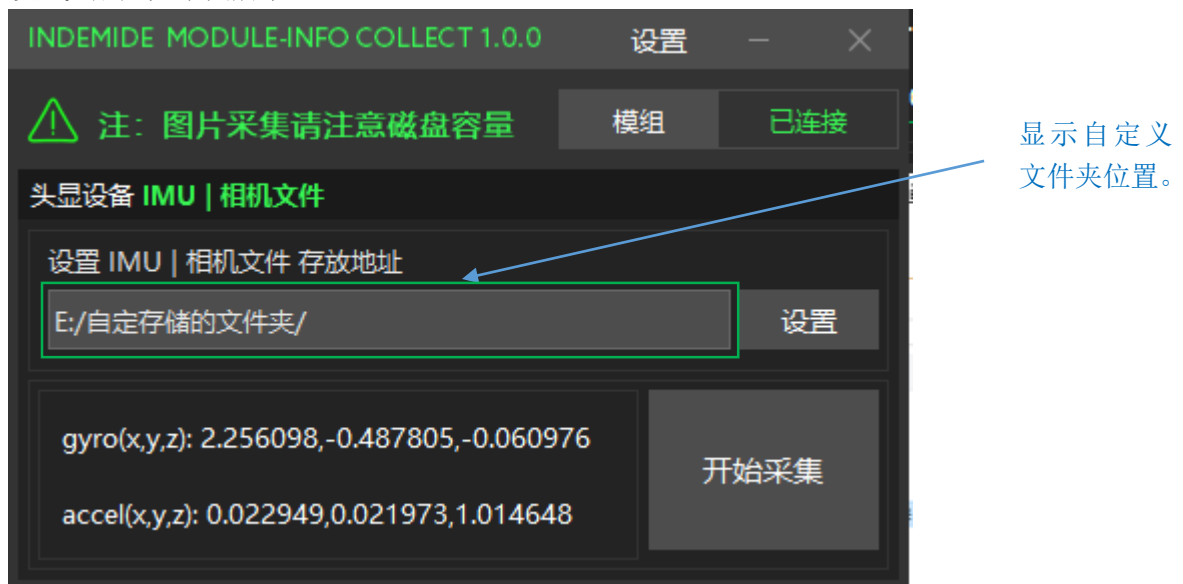 INDEMIDE MODULE-INFO COLLECT 1.0.0 设置
注：图片采集请注意磁盘容量 模组 已连接
头显设备 IMU | 相机文件
设置 IMU | 相机文件 存放地址
E:/自定存储的文件夹/ 设置
gyro(x,y,z): 2.256098,-0.487805,-0.060976
开始采集
accel(x,y,z): 0.022949,0.021973,1.014648
显示自定义
文件夹位置。